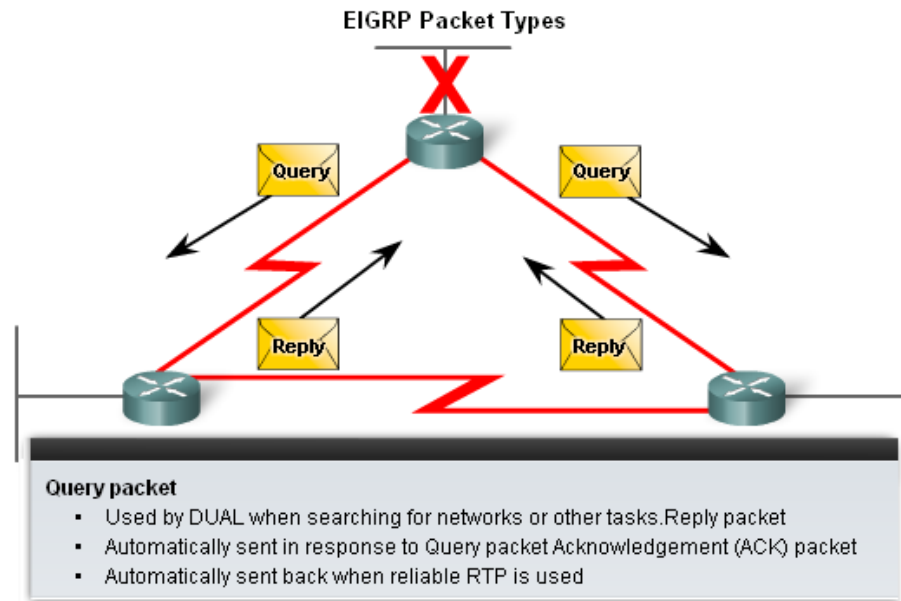 EIGRP Packet Types
X
Query
Query
Reply
Reply
Query packet
▪ Used by DUAL when searching for networks or other tasks.Reply packet
▪ Automatically sent in response to Query packet Acknowledgement (ACK) packet
▪ Automatically sent back when reliable RTP is used